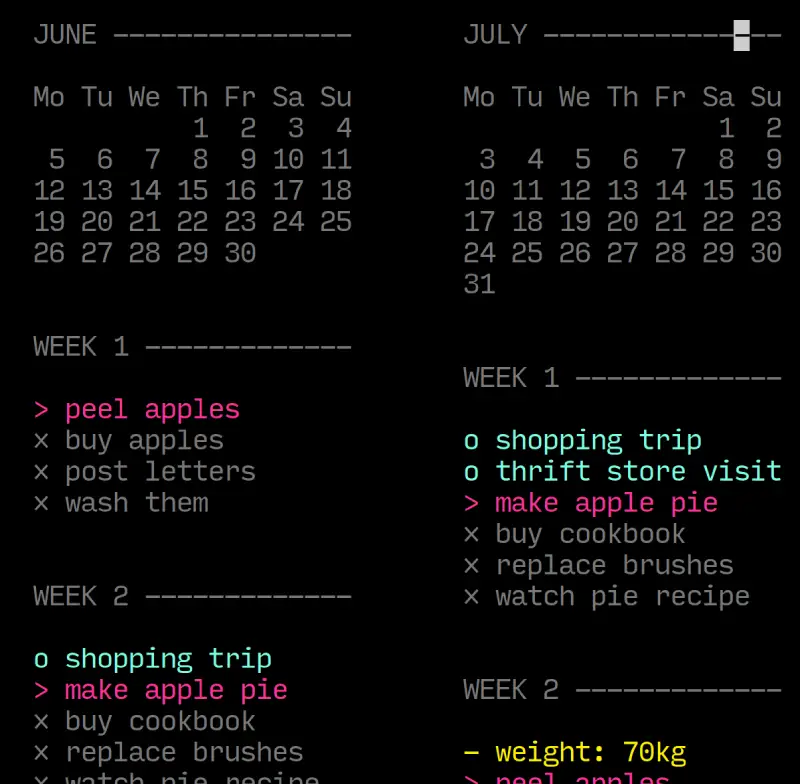 JUNE ---------------
Mo Tu We Th Fr Sa Su
1 2 3 4
5 6 7 8 9 10 11
12 13 14 15 16 17 18
19 20 21 22 23 24 25
26 27 28 29 30
WEEK 1 -------------
> peel apples
× buy apples
× post letters
× wash them
WEEK 2 -------------
o shopping trip
> make apple pie
× buy cookbook
× replace brushes
× watch pie recipe
JULY ---------------
Mo Tu We Th Fr Sa Su
1 2
3 4 5 6 7 8 9
10 11 12 13 14 15 16
17 18 19 20 21 22 23
24 25 26 27 28 29 30
31
WEEK 1 -------------
o shopping trip
o thrift store visit
> make apple pie
× buy cookbook
× replace brushes
× watch pie recipe
WEEK 2 -------------
- weight: 70kg
> peel apples